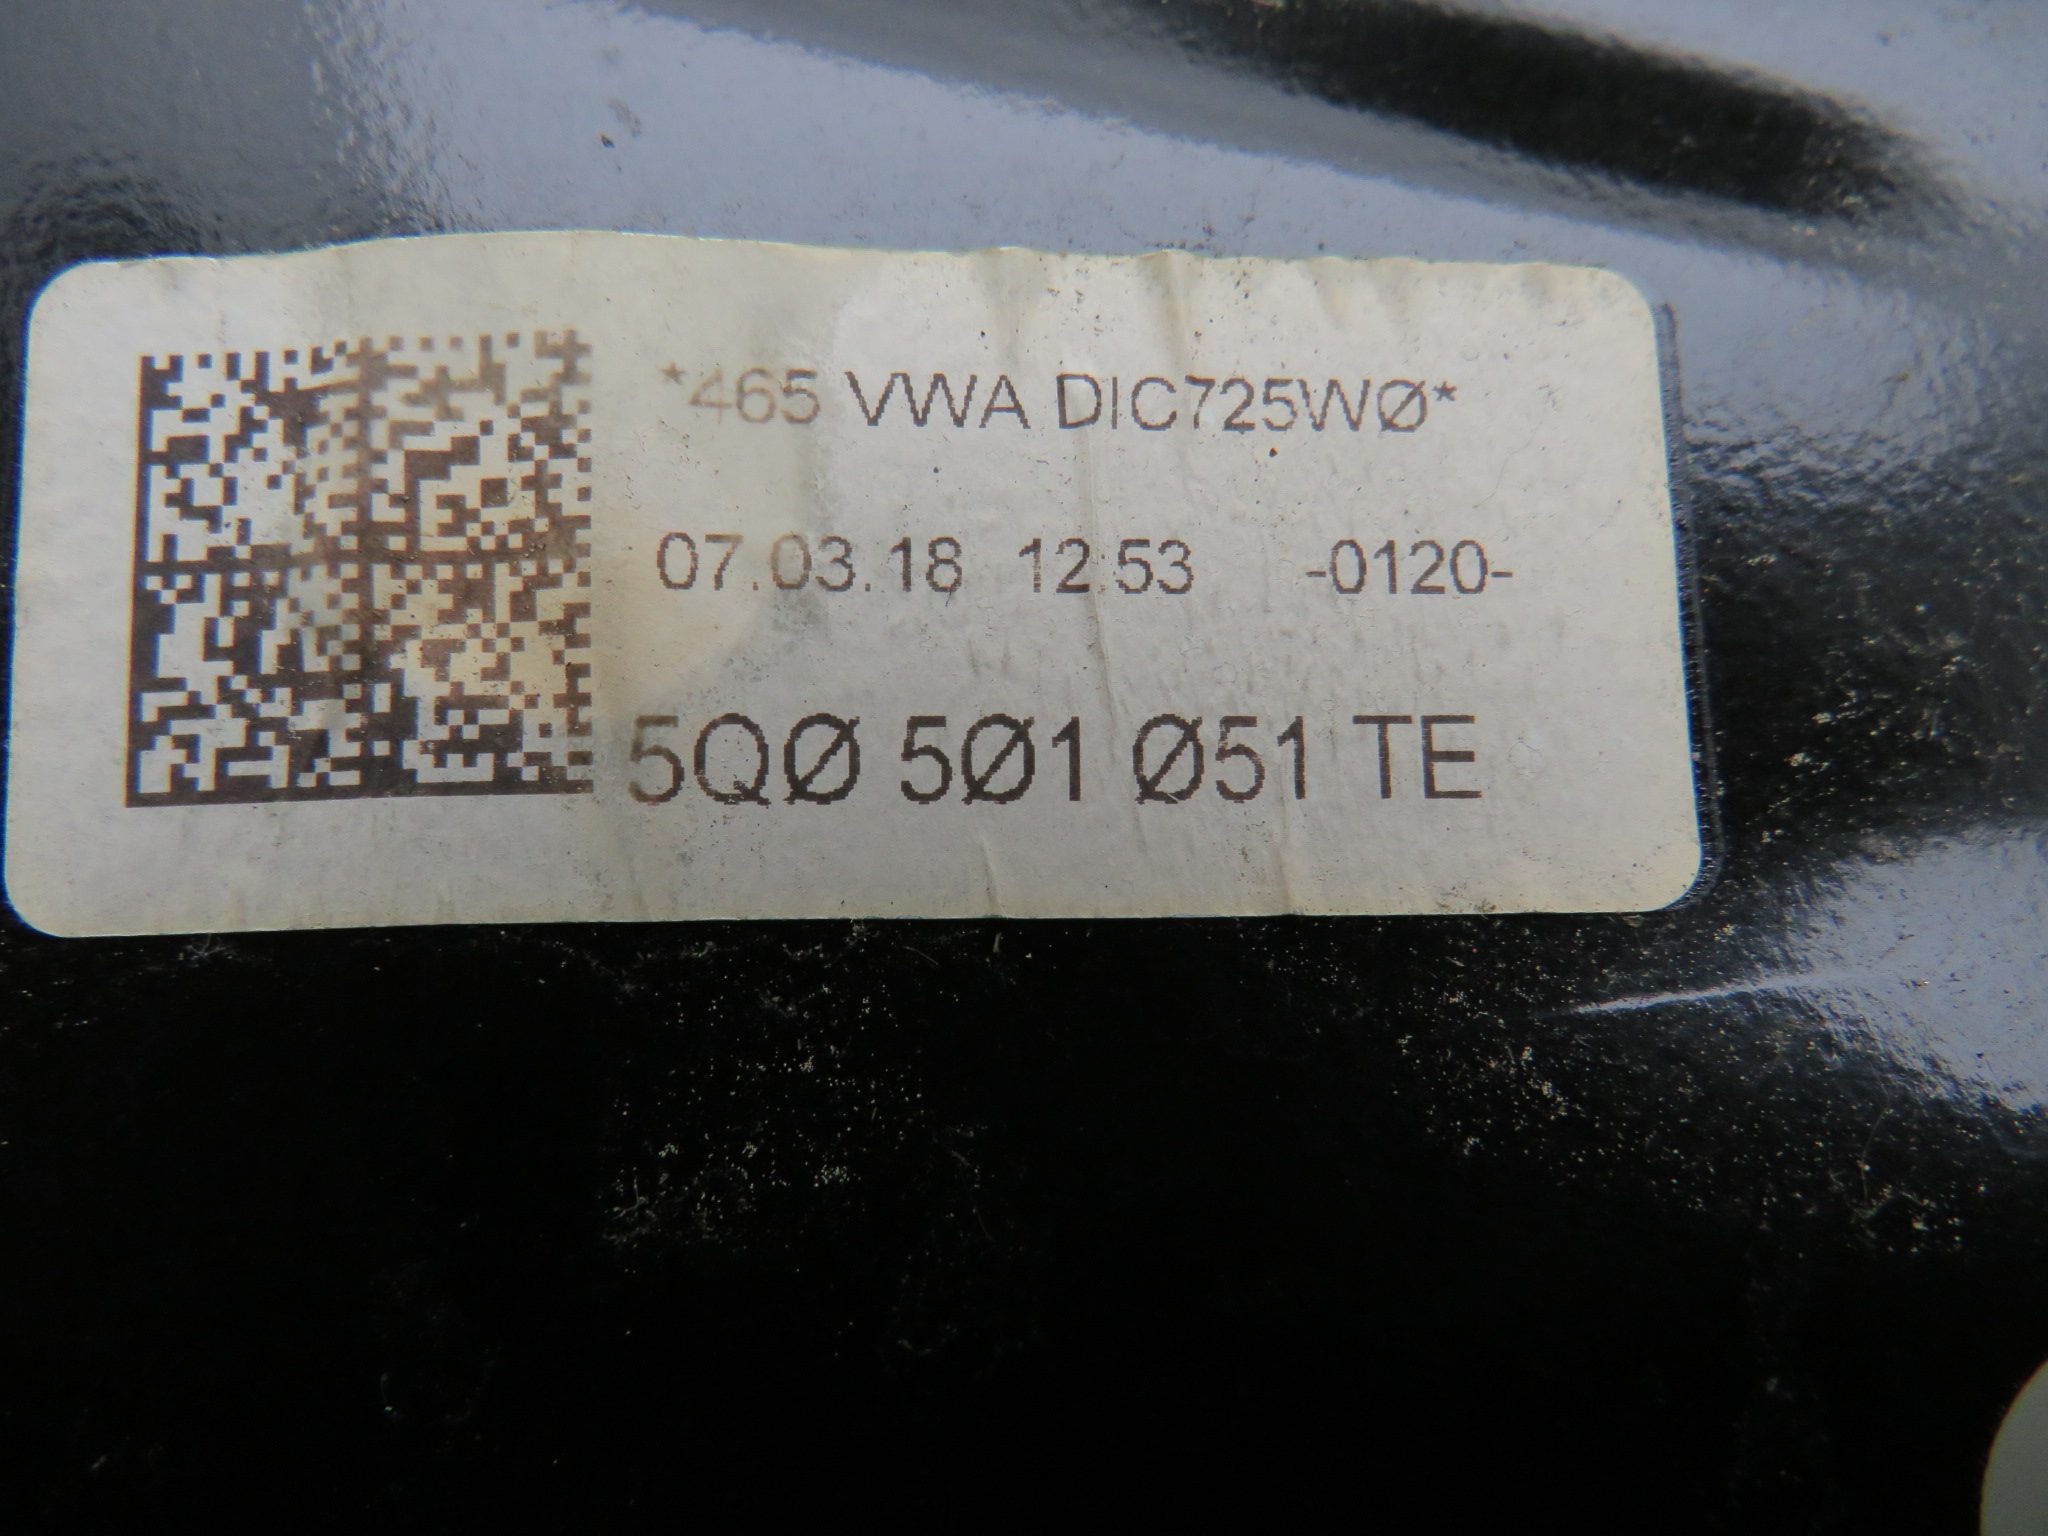 *465 VWA DIC725WØ*
07.03.18 12:53 -0120-
5QØ 5Ø1 Ø51 TE